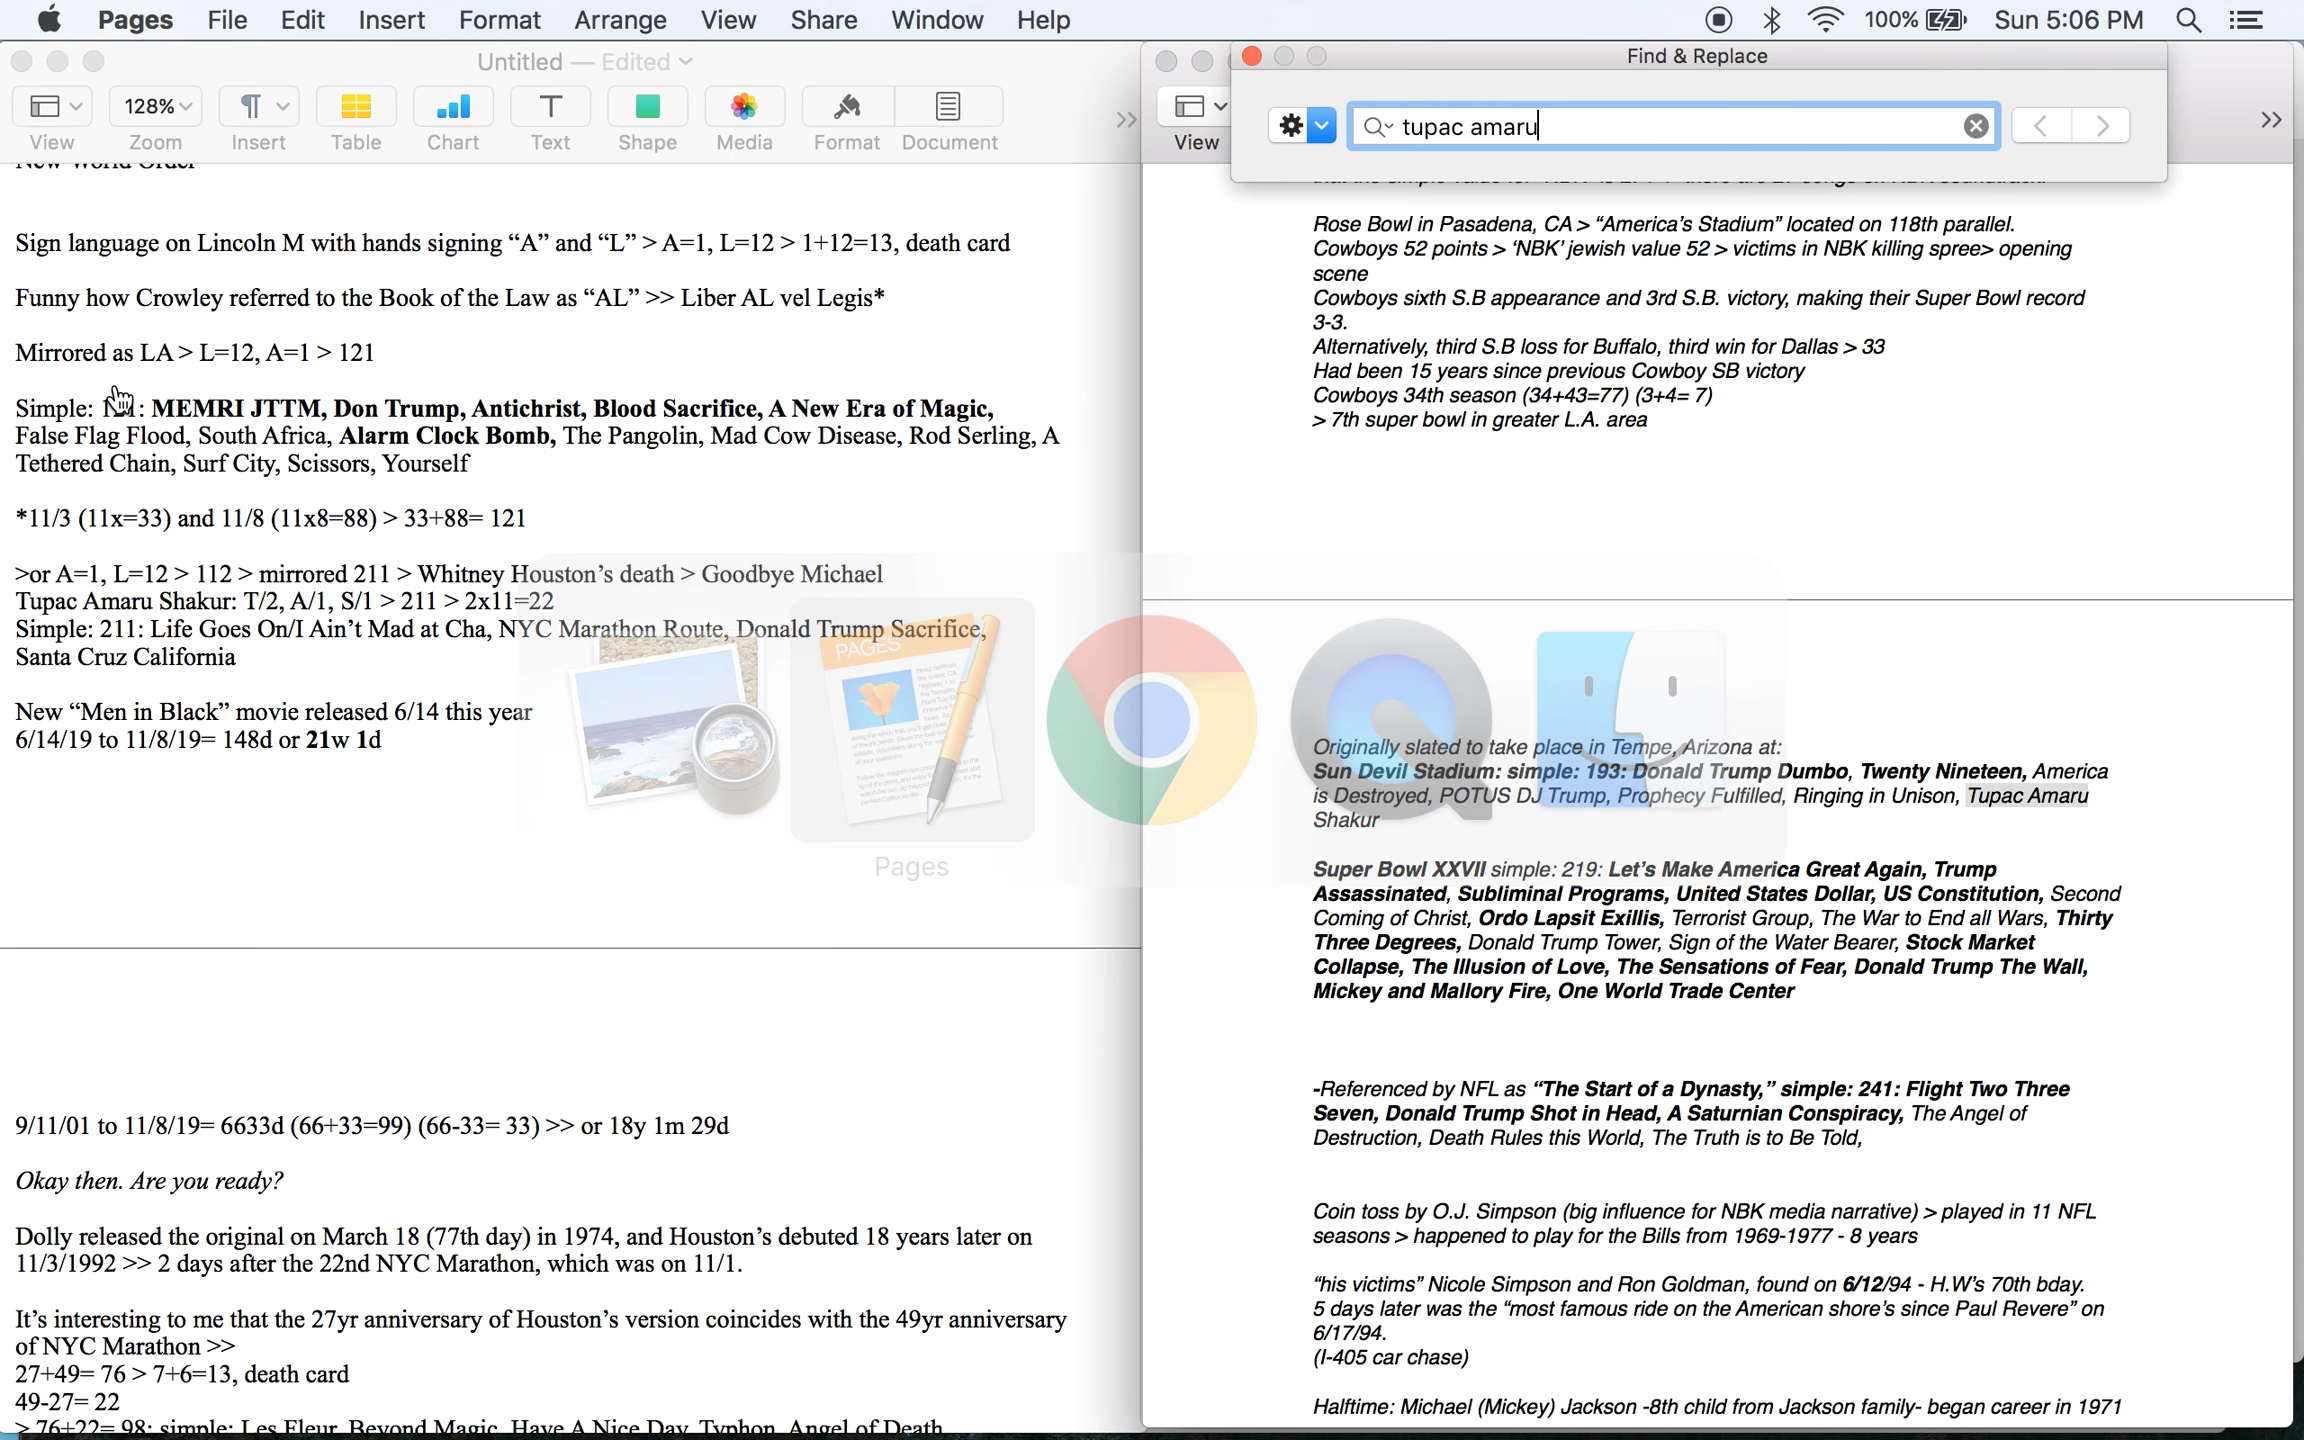 Pages File Edit Insert Format Arrange View Share Window Help 100% Sun 5:06 PM
Untitled — Edited
128%
View Zoom Insert Table Chart Text Shape Media Format Document
New World Order
Sign language on Lincoln M with hands signing “A” and “L” > A=1, L=12 > 1+12=13, death card
Funny how Crowley referred to the Book of the Law as “AL” >> Liber AL vel Legis*
Mirrored as LA > L=12, A=1 > 121
Simple: 121: MEMRI JTTM, Don Trump, Antichrist, Blood Sacrifice, A New Era of Magic,
False Flag Flood, South Africa, Alarm Clock Bomb, The Pangolin, Mad Cow Disease, Rod Serling, A
Tethered Chain, Surf City, Scissors, Yourself
*11/3 (11x=33) and 11/8 (11x8=88) > 33+88= 121
>or A=1, L=12 > 112 > mirrored 211 > Whitney Houston’s death > Goodbye Michael
Tupac Amaru Shakur: T/2, A/1, S/1 > 211 > 2x11=22
Simple: 211: Life Goes On/I Ain’t Mad at Cha, NYC Marathon Route, Donald Trump Sacrifice,
Santa Cruz California
New “Men in Black” movie released 6/14 this year
6/14/19 to 11/8/19= 148d or 21w 1d
9/11/01 to 11/8/19= 6633d (66+33=99) (66-33= 33) >> or 18y 1m 29d
Okay then. Are you ready?
Dolly released the original on March 18 (77th day) in 1974, and Houston’s debuted 18 years later on
11/3/1992 >> 2 days after the 22nd NYC Marathon, which was on 11/1.
It’s interesting to me that the 27yr anniversary of Houston’s version coincides with the 49yr anniversary
of NYC Marathon >>
27+49= 76 > 7+6=13, death card
49-27= 22
> 76+22= 98: simple: Les Fleur, Beyond Magic, Have A Nice Day, Typhon, Angel of Death
PAGES
Pages
Find & Replace
tupac amaru
View
Rose Bowl in Pasadena, CA > “America’s Stadium” located on 118th parallel.
Cowboys 52 points > ‘NBK’ jewish value 52 > victims in NBK killing spree> opening
scene
Cowboys sixth S.B appearance and 3rd S.B. victory, making their Super Bowl record
3-3.
Alternatively, third S.B loss for Buffalo, third win for Dallas > 33
Had been 15 years since previous Cowboy SB victory
Cowboys 34th season (34+43=77) (3+4= 7)
> 7th super bowl in greater L.A. area
Originally slated to take place in Tempe, Arizona at:
Sun Devil Stadium: simple: 193: Donald Trump Dumbo, Twenty Nineteen, America
is Destroyed, POTUS DJ Trump, Prophecy Fulfilled, Ringing in Unison, Tupac Amaru
Shakur
Super Bowl XXVII simple: 219: Let’s Make America Great Again, Trump
Assassinated, Subliminal Programs, United States Dollar, US Constitution, Second
Coming of Christ, Ordo Lapsit Exillis, Terrorist Group, The War to End all Wars, Thirty
Three Degrees, Donald Trump Tower, Sign of the Water Bearer, Stock Market
Collapse, The Illusion of Love, The Sensations of Fear, Donald Trump The Wall,
Mickey and Mallory Fire, One World Trade Center
-Referenced by NFL as “The Start of a Dynasty,” simple: 241: Flight Two Three
Seven, Donald Trump Shot in Head, A Saturnian Conspiracy, The Angel of
Destruction, Death Rules this World, The Truth is to Be Told,
Coin toss by O.J. Simpson (big influence for NBK media narrative) > played in 11 NFL
seasons > happened to play for the Bills from 1969-1977 - 8 years
“his victims” Nicole Simpson and Ron Goldman, found on 6/12/94 - H.W’s 70th bday.
5 days later was the “most famous ride on the American shore’s since Paul Revere” on
6/17/94.
(I-405 car chase)
Halftime: Michael (Mickey) Jackson -8th child from Jackson family- began career in 1971